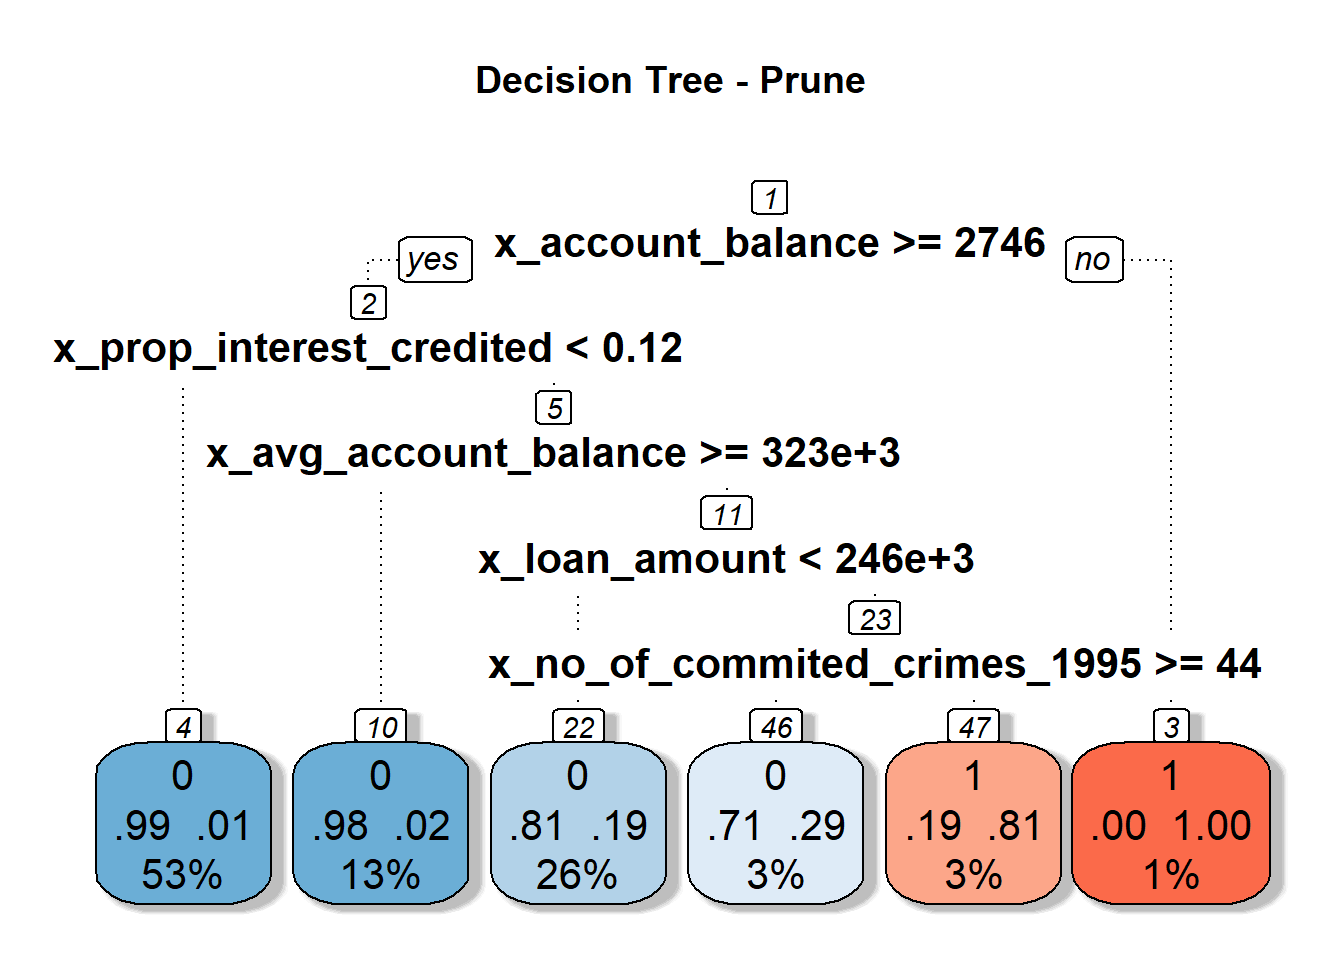 Decision Tree - Prune
1
yes x_account_balance >= 2746 no
2
x_prop_interest_credited < 0.12
5
x_avg_account_balance >= 323e+3
11
x_loan_amount < 246e+3
23
x_no_of_commited_crimes_1995 >= 44
4 10 22 46 47 3
0 0 0 0 1 1
.99 .01 .98 .02 .81 .19 .71 .29 .19 .81 .00 1.00
53% 13% 26% 3% 3% 1%